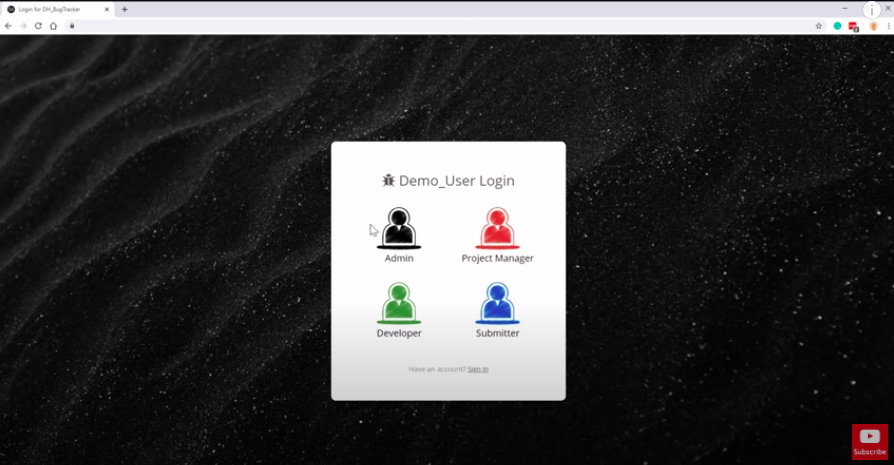 Login for DH_BugTracker
Demo_User Login
Admin
Project Manager
Developer
Submitter
Have an account? Sign in
Subscribe